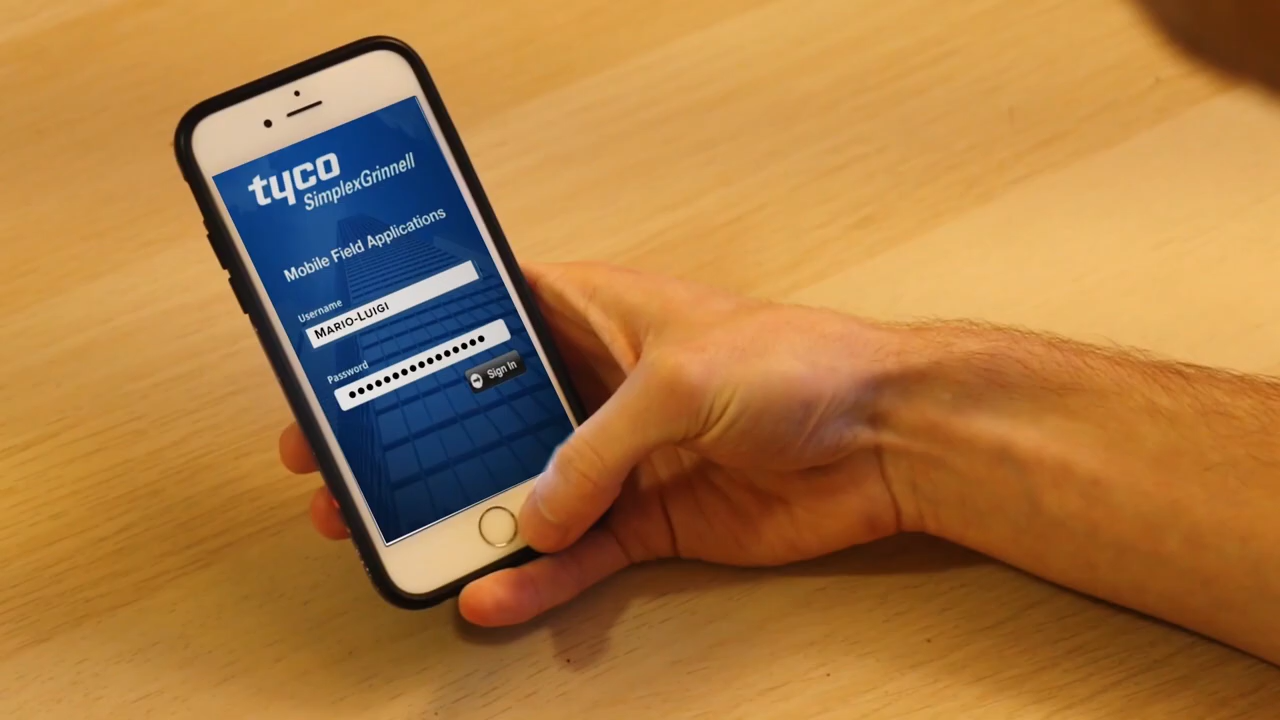 tyco
SimplexGrinnell
Mobile Field Applications
Username
MARIO-LUIGI
Password
••••••••••••••••
Sign In